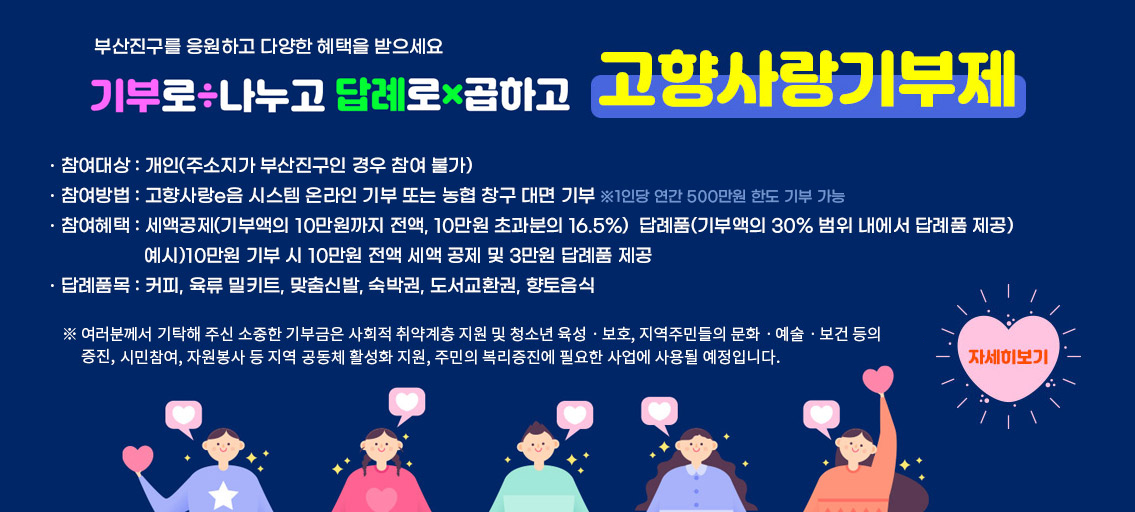 부산진구를 응원하고 다양한 혜택을 받으세요
기부로÷나누고 답례로×곱하고 고향사랑기부제
· 참여대상 : 개인(주소지가 부산진구인 경우 참여 불가)
· 참여방법 : 고향사랑e음 시스템 온라인 기부 또는 농협 창구 대면 기부 ※1인당 연간 500만원 한도 기부 가능
· 참여혜택 : 세액공제(기부액의 10만원까지 전액, 10만원 초과분의 16.5%) 답례품(기부액의 30% 범위 내에서 답례품 제공)
예시)10만원 기부 시 10만원 전액 세액 공제 및 3만원 답례품 제공
· 답례품목 : 커피, 육류 밀키트, 맞춤신발, 숙박권, 도서교환권, 향토음식
※ 여러분께서 기탁해 주신 소중한 기부금은 사회적 취약계층 지원 및 청소년 육성 · 보호, 지역주민들의 문화 · 예술 · 보건 등의
증진, 시민참여, 자원봉사 등 지역 공동체 활성화 지원, 주민의 복리증진에 필요한 사업에 사용될 예정입니다.
자세히보기